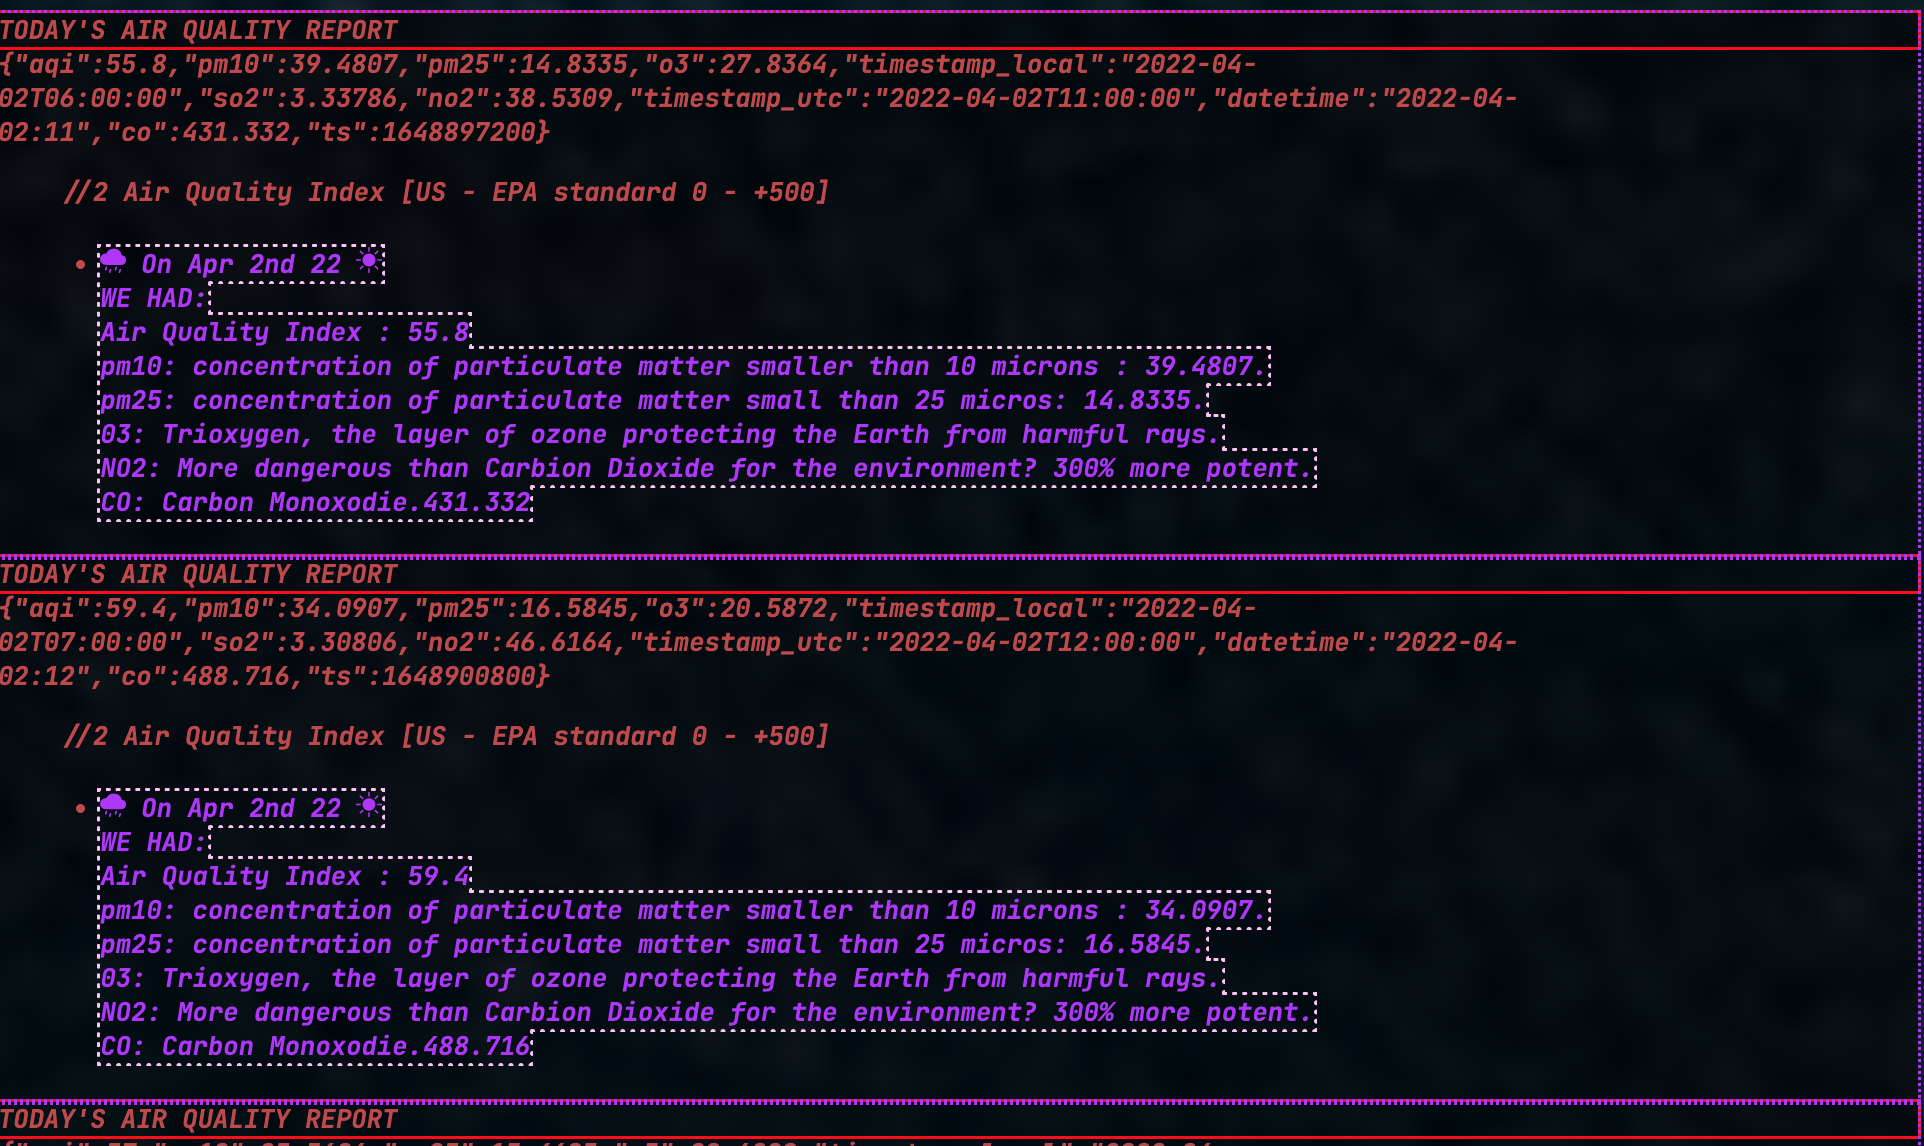 TODAY'S AIR QUALITY REPORT
{"aqi":55.8,"pm10":39.4807,"pm25":14.8335,"o3":27.8364,"timestamp_local":"2022-04-
02T06:00:00","so2":3.33786,"no2":38.5309,"timestamp_utc":"2022-04-02T11:00:00","datetime":"2022-04-
02:11","co":431.332,"ts":1648897200}
//2 Air Quality Index [US - EPA standard 0 - +500]
• 🌧 On Apr 2nd 22 ☀
WE HAD:
Air Quality Index : 55.8
pm10: concentration of particulate matter smaller than 10 microns : 39.4807.
pm25: concentration of particulate matter small than 25 micros: 14.8335.
03: Trioxygen, the layer of ozone protecting the Earth from harmful rays.
NO2: More dangerous than Carbion Dioxide for the environment? 300% more potent.
CO: Carbon Monoxodie.431.332
TODAY'S AIR QUALITY REPORT
{"aqi":59.4,"pm10":34.0907,"pm25":16.5845,"o3":20.5872,"timestamp_local":"2022-04-
02T07:00:00","so2":3.30806,"no2":46.6164,"timestamp_utc":"2022-04-02T12:00:00","datetime":"2022-04-
02:12","co":488.716,"ts":1648900800}
//2 Air Quality Index [US - EPA standard 0 - +500]
• 🌧 On Apr 2nd 22 ☀
WE HAD:
Air Quality Index : 59.4
pm10: concentration of particulate matter smaller than 10 microns : 34.0907.
pm25: concentration of particulate matter small than 25 micros: 16.5845.
03: Trioxygen, the layer of ozone protecting the Earth from harmful rays.
NO2: More dangerous than Carbion Dioxide for the environment? 300% more potent.
CO: Carbon Monoxodie.488.716
TODAY'S AIR QUALITY REPORT